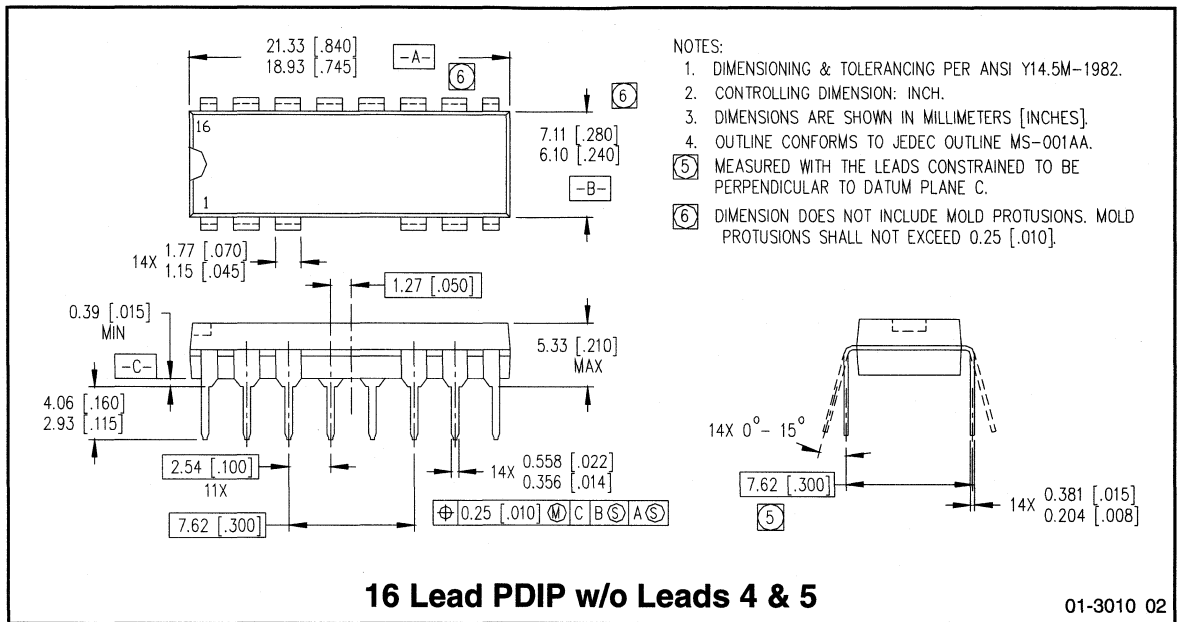 21.33 [.840]
18.93 [.745]
-A-
6
6
16
1
7.11 [.280]
6.10 [.240]
-B-
14X 1.77 [.070]
1.15 [.045]
1.27 [.050]
0.39 [.015]
MIN
-C-
5.33 [.210]
MAX
4.06 [.160]
2.93 [.115]
2.54 [.100]
11X
14X 0.558 [.022]
0.356 [.014]
7.62 [.300]
⌖ 0.25 [.010] Ⓜ C B Ⓢ A Ⓢ
NOTES:
1. DIMENSIONING & TOLERANCING PER ANSI Y14.5M-1982.
2. CONTROLLING DIMENSION: INCH.
3. DIMENSIONS ARE SHOWN IN MILLIMETERS [INCHES].
4. OUTLINE CONFORMS TO JEDEC OUTLINE MS-001AA.
5 MEASURED WITH THE LEADS CONSTRAINED TO BE
PERPENDICULAR TO DATUM PLANE C.
6 DIMENSION DOES NOT INCLUDE MOLD PROTUSIONS. MOLD
PROTUSIONS SHALL NOT EXCEED 0.25 [.010].
14X 0°- 15°
7.62 [.300]
5
14X 0.381 [.015]
0.204 [.008]
16 Lead PDIP w/o Leads 4 & 5
01-3010 02